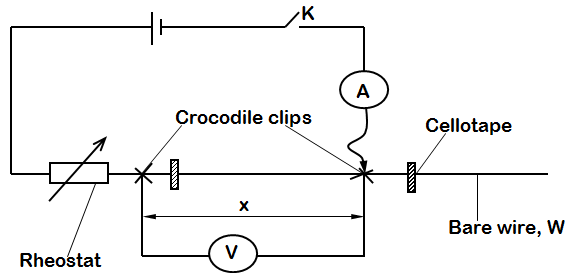 K
A
Crocodile clips
Cellotape
x
Bare wire, W
V
Rheostat